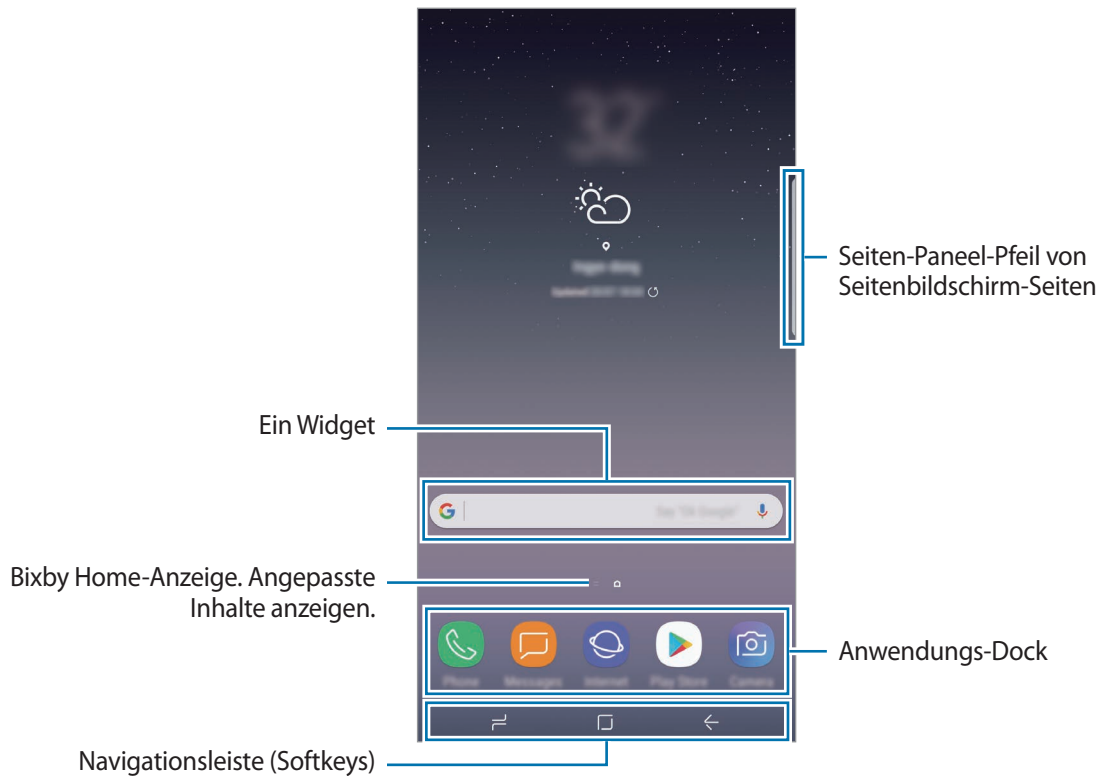 Seiten-Paneel-Pfeil von
Seitenbildschirm-Seiten
Ein Widget
Bixby Home-Anzeige. Angepasste
Inhalte anzeigen.
Phone
Messages
Internet
Play Store
Camera
Anwendungs-Dock
Navigationsleiste (Softkeys)